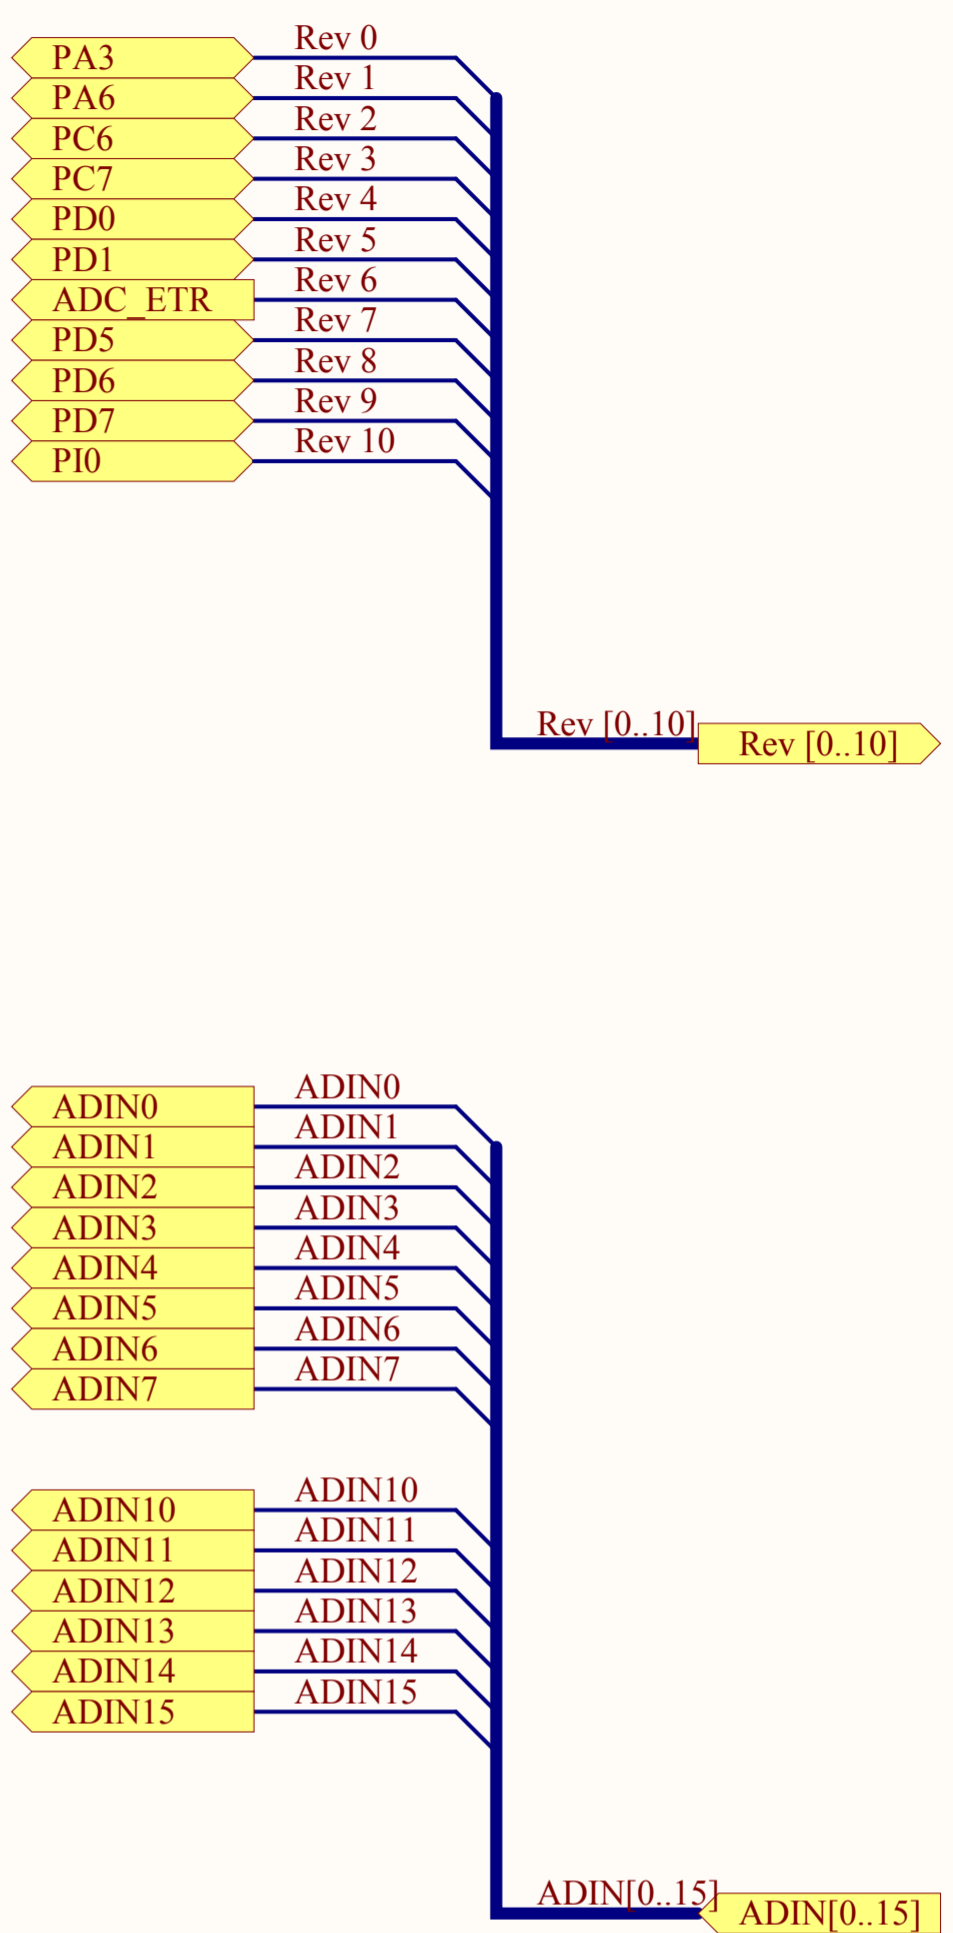 PA3 Rev 0
PA6 Rev 1
PC6 Rev 2
PC7 Rev 3
PD0 Rev 4
PD1 Rev 5
ADC_ETR Rev 6
PD5 Rev 7
PD6 Rev 8
PD7 Rev 9
PI0 Rev 10
Rev [0..10] Rev [0..10]
ADIN0 ADIN0
ADIN1 ADIN1
ADIN2 ADIN2
ADIN3 ADIN3
ADIN4 ADIN4
ADIN5 ADIN5
ADIN6 ADIN6
ADIN7 ADIN7
ADIN10 ADIN10
ADIN11 ADIN11
ADIN12 ADIN12
ADIN13 ADIN13
ADIN14 ADIN14
ADIN15 ADIN15
ADIN[0..15] ADIN[0..15]